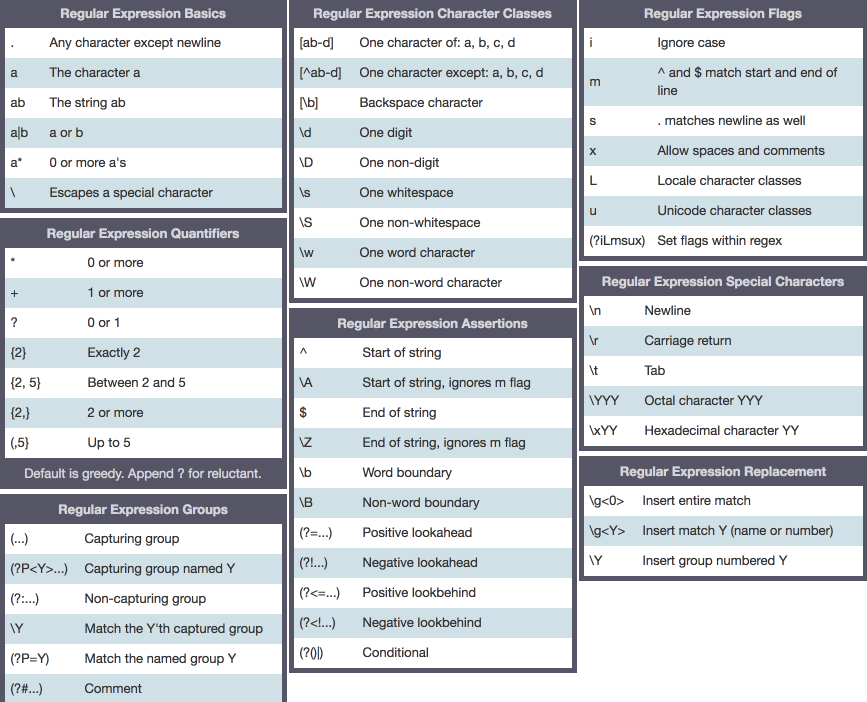 Regular Expression Basics
. Any character except newline
a The character a
ab The string ab
a|b a or b
a* 0 or more a's
\ Escapes a special character
Regular Expression Quantifiers
* 0 or more
+ 1 or more
? 0 or 1
{2} Exactly 2
{2, 5} Between 2 and 5
{2,} 2 or more
(,5} Up to 5
Default is greedy. Append ? for reluctant.
Regular Expression Groups
(...) Capturing group
(?P<Y>...) Capturing group named Y
(?:...) Non-capturing group
\Y Match the Y'th captured group
(?P=Y) Match the named group Y
(?#...) Comment
Regular Expression Character Classes
[ab-d] One character of: a, b, c, d
[^ab-d] One character except: a, b, c, d
[\b] Backspace character
\d One digit
\D One non-digit
\s One whitespace
\S One non-whitespace
\w One word character
\W One non-word character
Regular Expression Assertions
^ Start of string
\A Start of string, ignores m flag
$ End of string
\Z End of string, ignores m flag
\b Word boundary
\B Non-word boundary
(?=...) Positive lookahead
(?!...) Negative lookahead
(?<=...) Positive lookbehind
(?<!...) Negative lookbehind
(?()|) Conditional
Regular Expression Flags
i Ignore case
m ^ and $ match start and end of
line
s . matches newline as well
x Allow spaces and comments
L Locale character classes
u Unicode character classes
(?iLmsux) Set flags within regex
Regular Expression Special Characters
\n Newline
\r Carriage return
\t Tab
\YYY Octal character YYY
\xYY Hexadecimal character YY
Regular Expression Replacement
\g<0> Insert entire match
\g<Y> Insert match Y (name or number)
\Y Insert group numbered Y